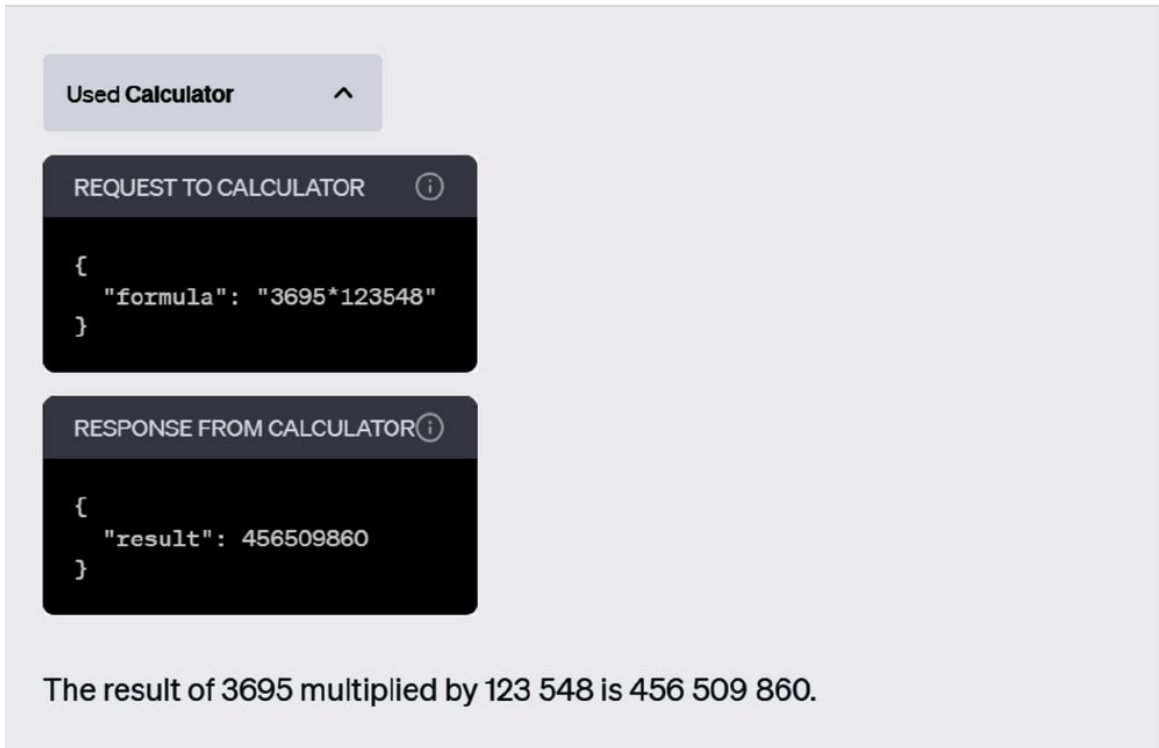 Used Calculator
REQUEST TO CALCULATOR
{
"formula": "3695*123548"
}
RESPONSE FROM CALCULATOR
{
"result": 456509860
}
The result of 3695 multiplied by 123 548 is 456 509 860.